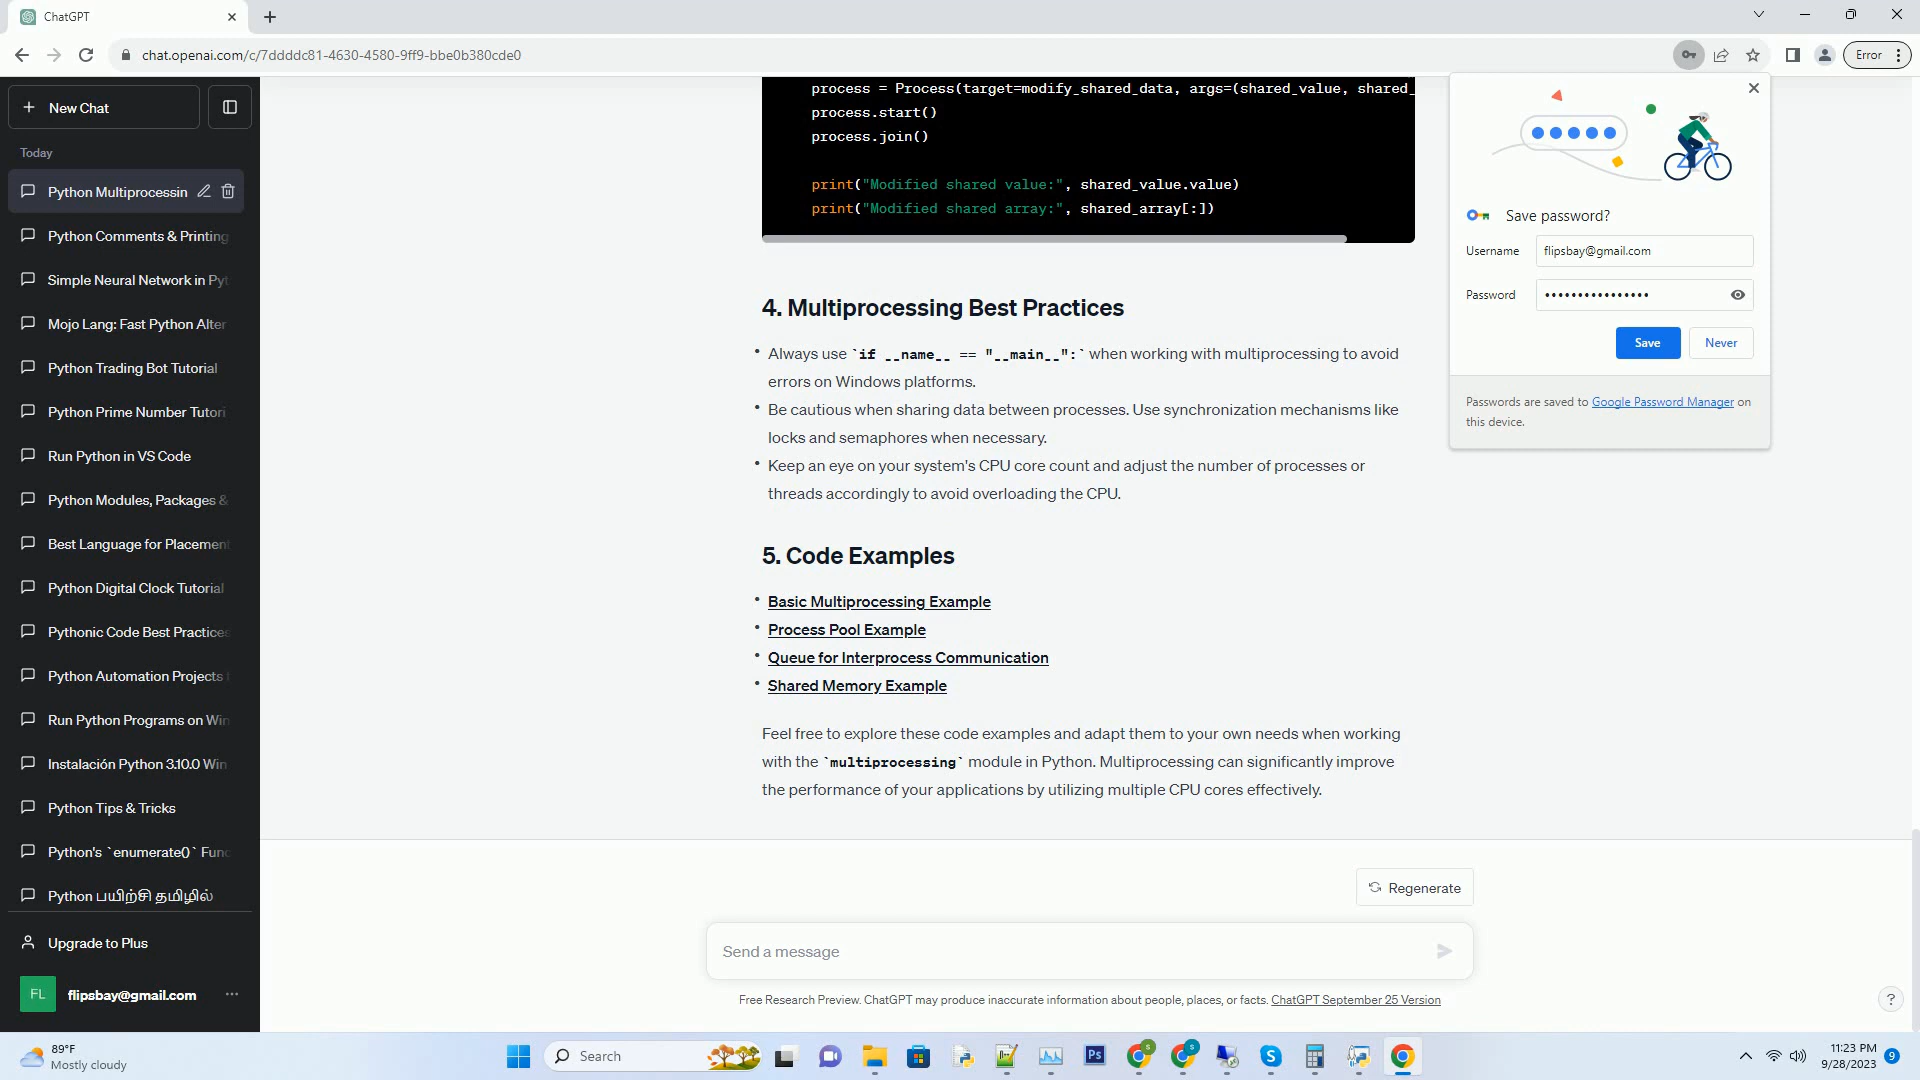 ChatGPT
chat.openai.com/c/7ddddc81-4630-4580-9ff9-bbe0b380cde0
Error
New Chat
Today
Python Multiprocessin
Python Comments & Printing
Simple Neural Network in Pyt
Mojo Lang: Fast Python Alter
Python Trading Bot Tutorial
Python Prime Number Tutori
Run Python in VS Code
Python Modules, Packages &
Best Language for Placement
Python Digital Clock Tutorial
Pythonic Code Best Practices
Python Automation Projects
Run Python Programs on Win
Instalación Python 3.10.0 Win
Python Tips & Tricks
Python's `enumerate()` Func
Python பயிற்சி தமிழில்
Upgrade to Plus
FL
flipsbay@gmail.com
process = Process(target=modify_shared_data, args=(shared_value, shared_
process.start()
process.join()
print("Modified shared value:", shared_value.value)
print("Modified shared array:", shared_array[:])
4. Multiprocessing Best Practices
• Always use `if __name__ == "__main__":` when working with multiprocessing to avoid
errors on Windows platforms.
• Be cautious when sharing data between processes. Use synchronization mechanisms like
locks and semaphores when necessary.
• Keep an eye on your system's CPU core count and adjust the number of processes or
threads accordingly to avoid overloading the CPU.
5. Code Examples
• Basic Multiprocessing Example
• Process Pool Example
• Queue for Interprocess Communication
• Shared Memory Example
Feel free to explore these code examples and adapt them to your own needs when working
with the `multiprocessing` module in Python. Multiprocessing can significantly improve
the performance of your applications by utilizing multiple CPU cores effectively.
Regenerate
Send a message
Free Research Preview. ChatGPT may produce inaccurate information about people, places, or facts. ChatGPT September 25 Version
?
Save password?
Username
flipsbay@gmail.com
Password
••••••••••••••••
Save
Never
Passwords are saved to Google Password Manager on
this device.
89°F
Mostly cloudy
Search
Ps
S
S
11:23 PM
9/28/2023
9